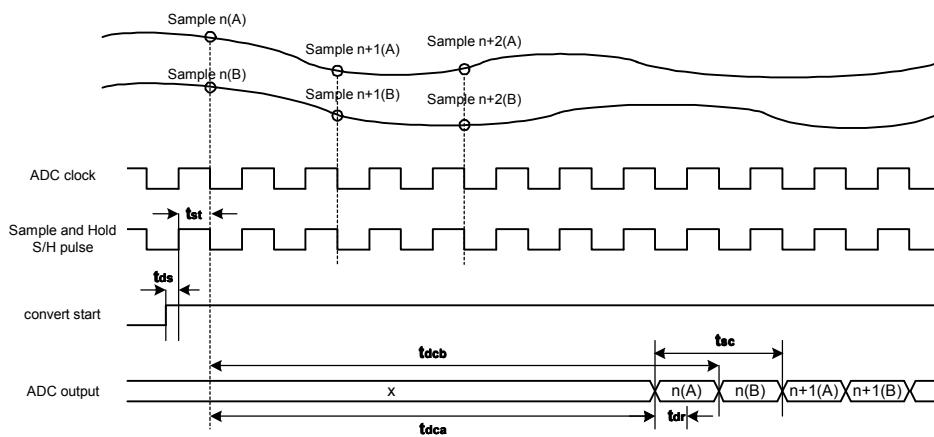 Sample n(A)
Sample n+1(A)
Sample n+2(A)
Sample n(B)
Sample n+1(B)
Sample n+2(B)
ADC clock
tst
Sample and Hold
S/H pulse
tds
convert start
tdcb
tsc
ADC output
x
n(A)
n(B)
n+1(A)
n+1(B)
tdca
tdr